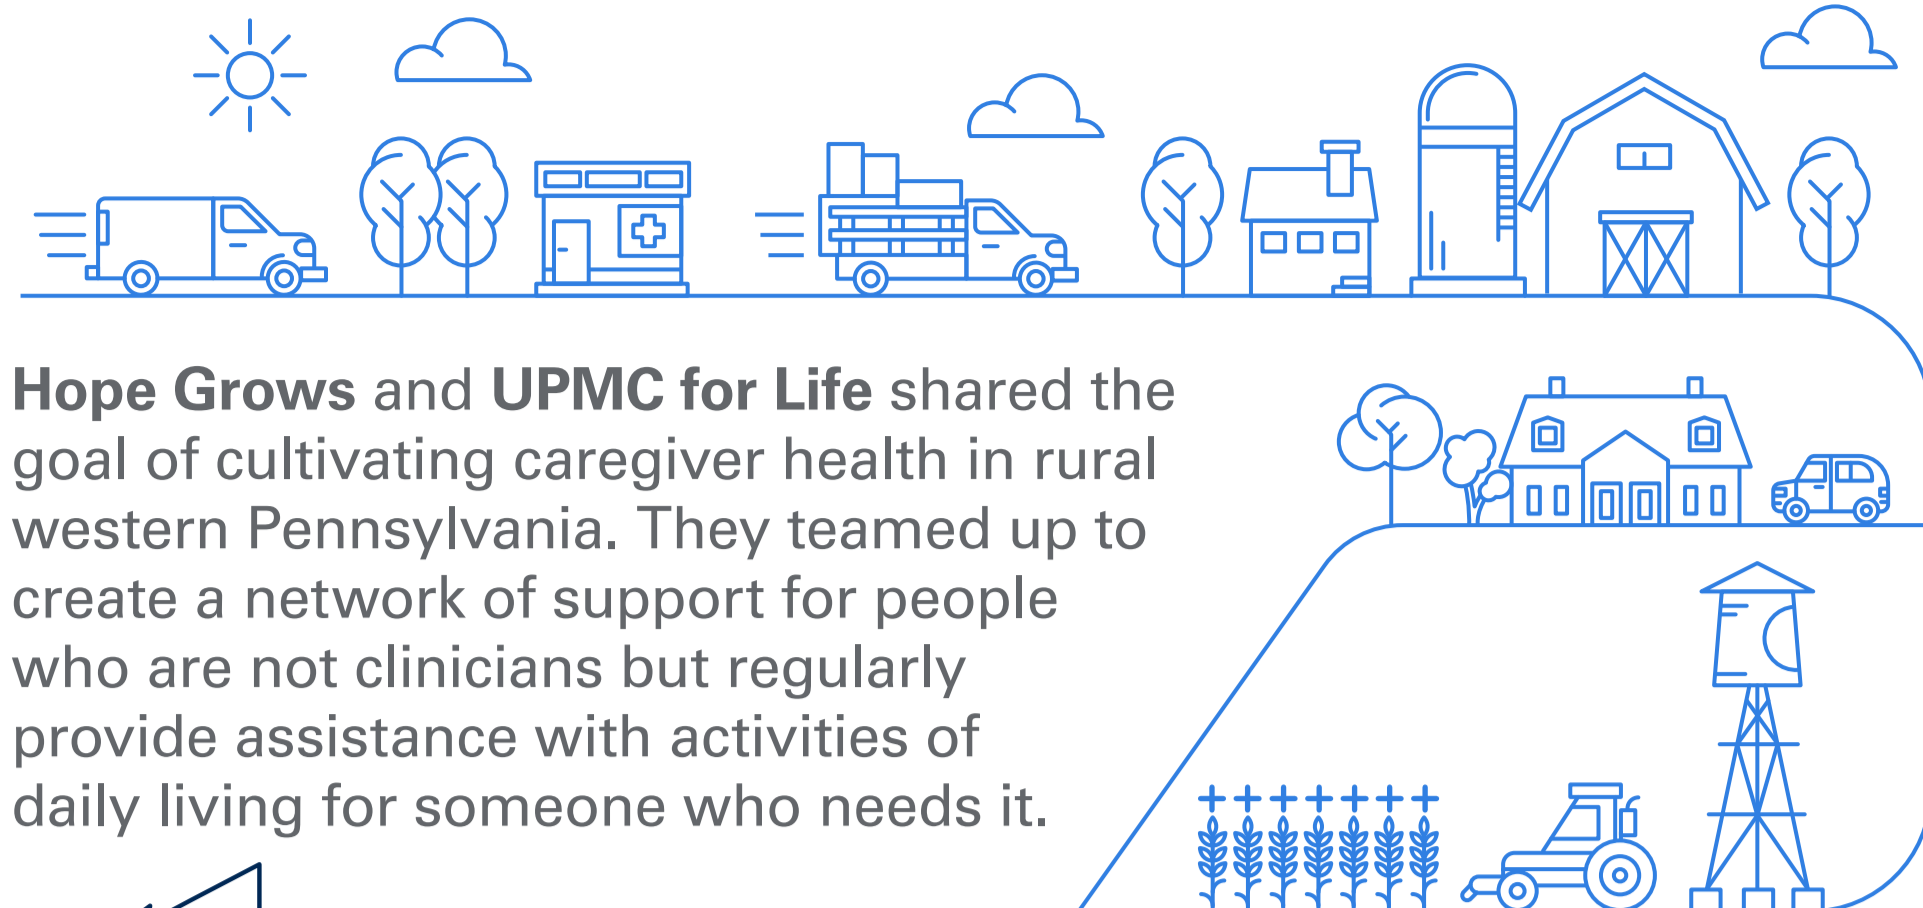 Hope Grows and UPMC for Life shared the
goal of cultivating caregiver health in rural
western Pennsylvania. They teamed up to
create a network of support for people
who are not clinicians but regularly
provide assistance with activities of
daily living for someone who needs it.